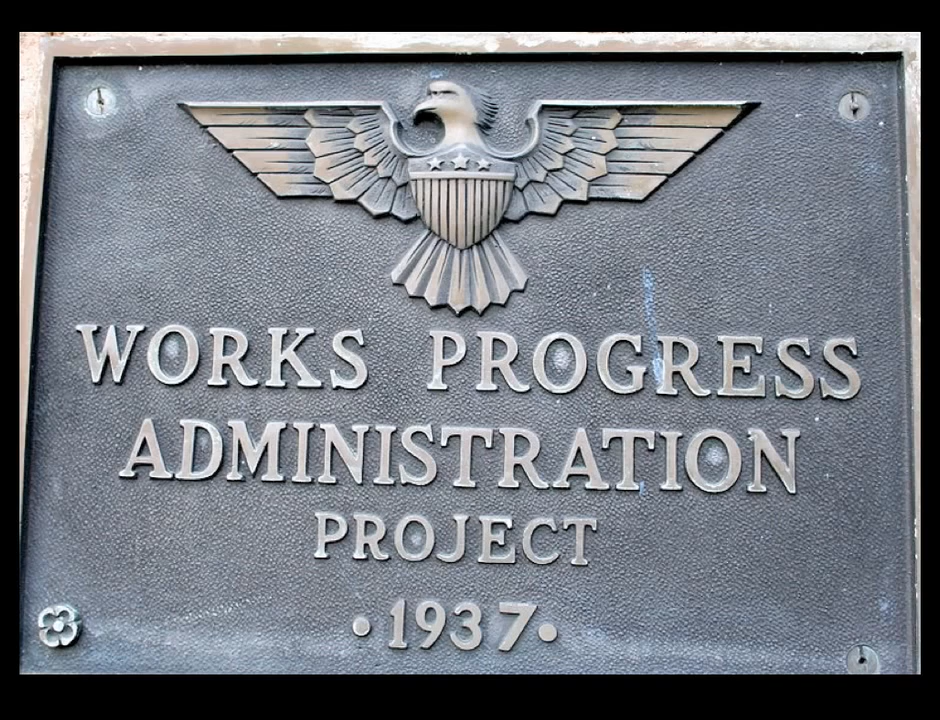 WORKS PROGRESS
ADMINISTRATION
PROJECT
• 1937 •